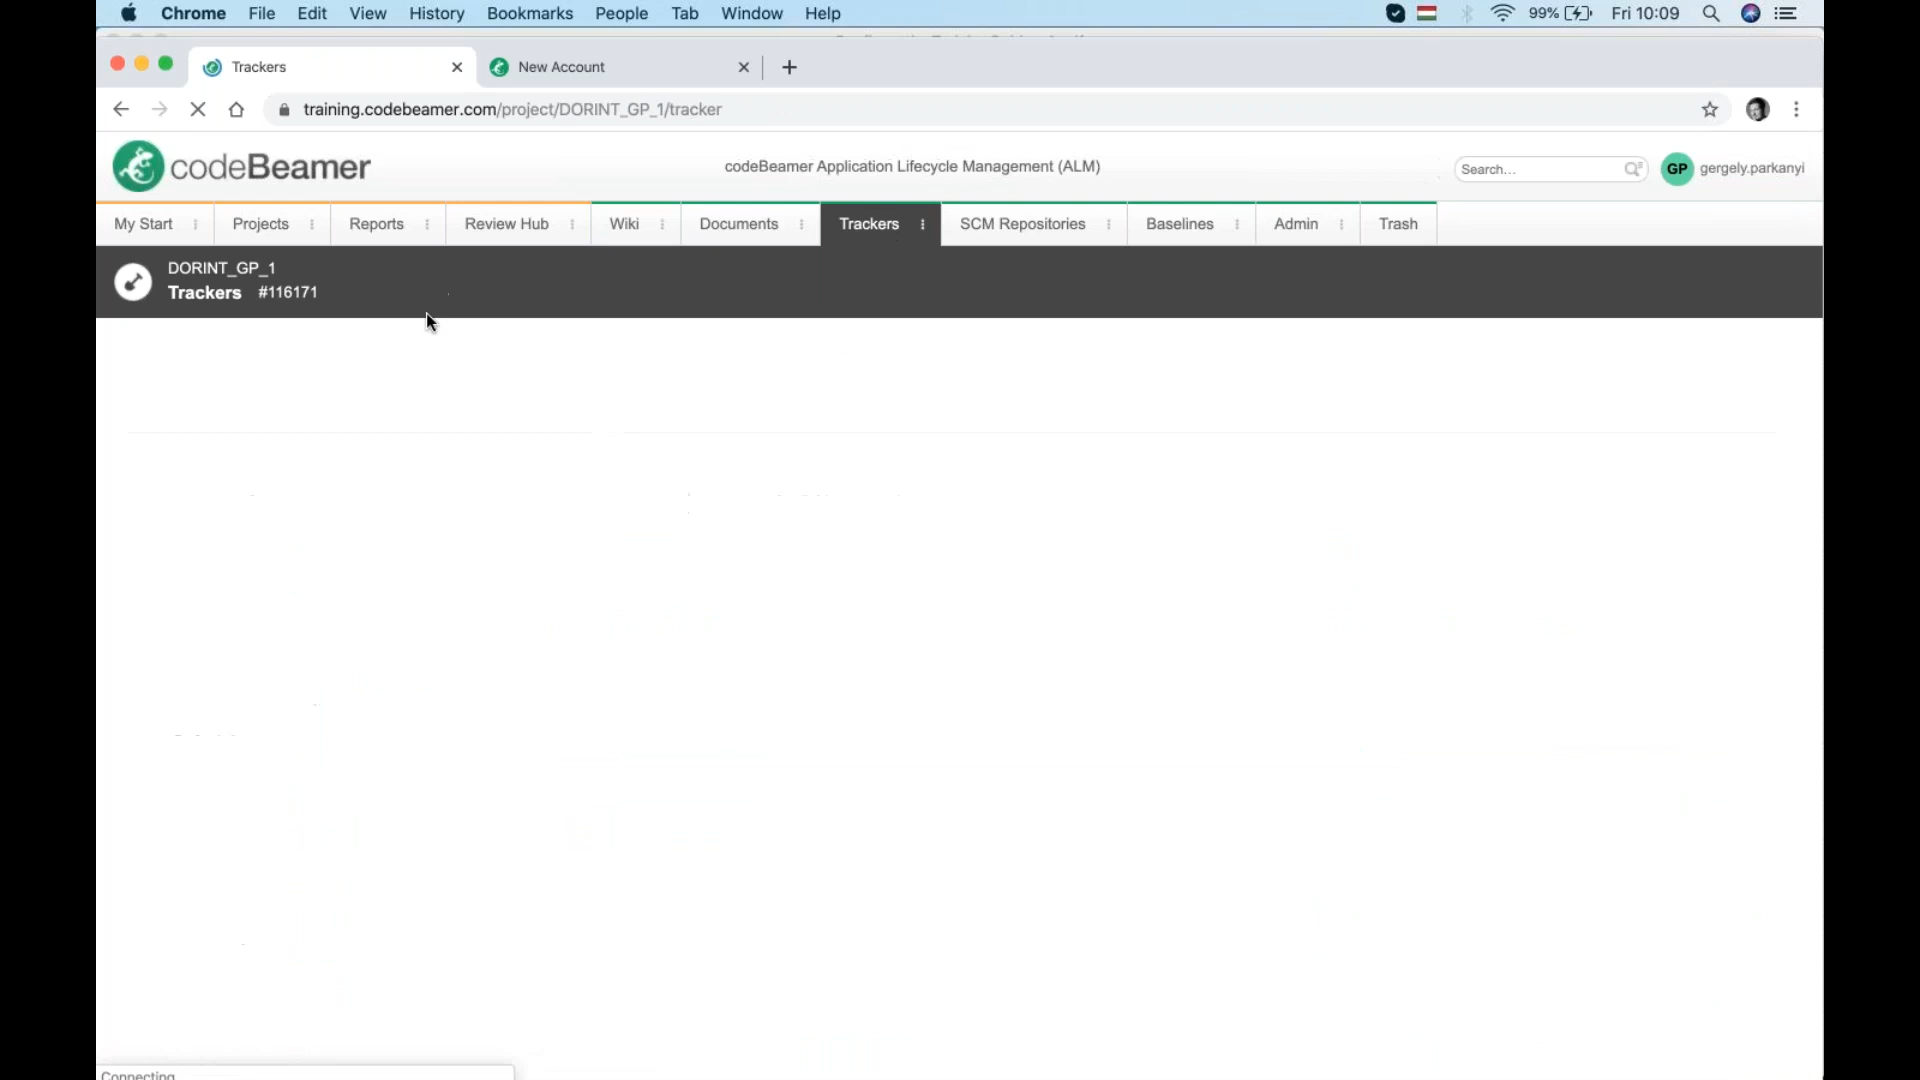 Chrome File Edit View History Bookmarks People Tab Window Help 99% Fri 10:09
Trackers New Account
training.codebeamer.com/project/DORINT_GP_1/tracker
codeBeamer codeBeamer Application Lifecycle Management (ALM) Search... GP gergely.parkanyi
My Start Projects Reports Review Hub Wiki Documents Trackers SCM Repositories Baselines Admin Trash
DORINT_GP_1
Trackers #116171
Connecting